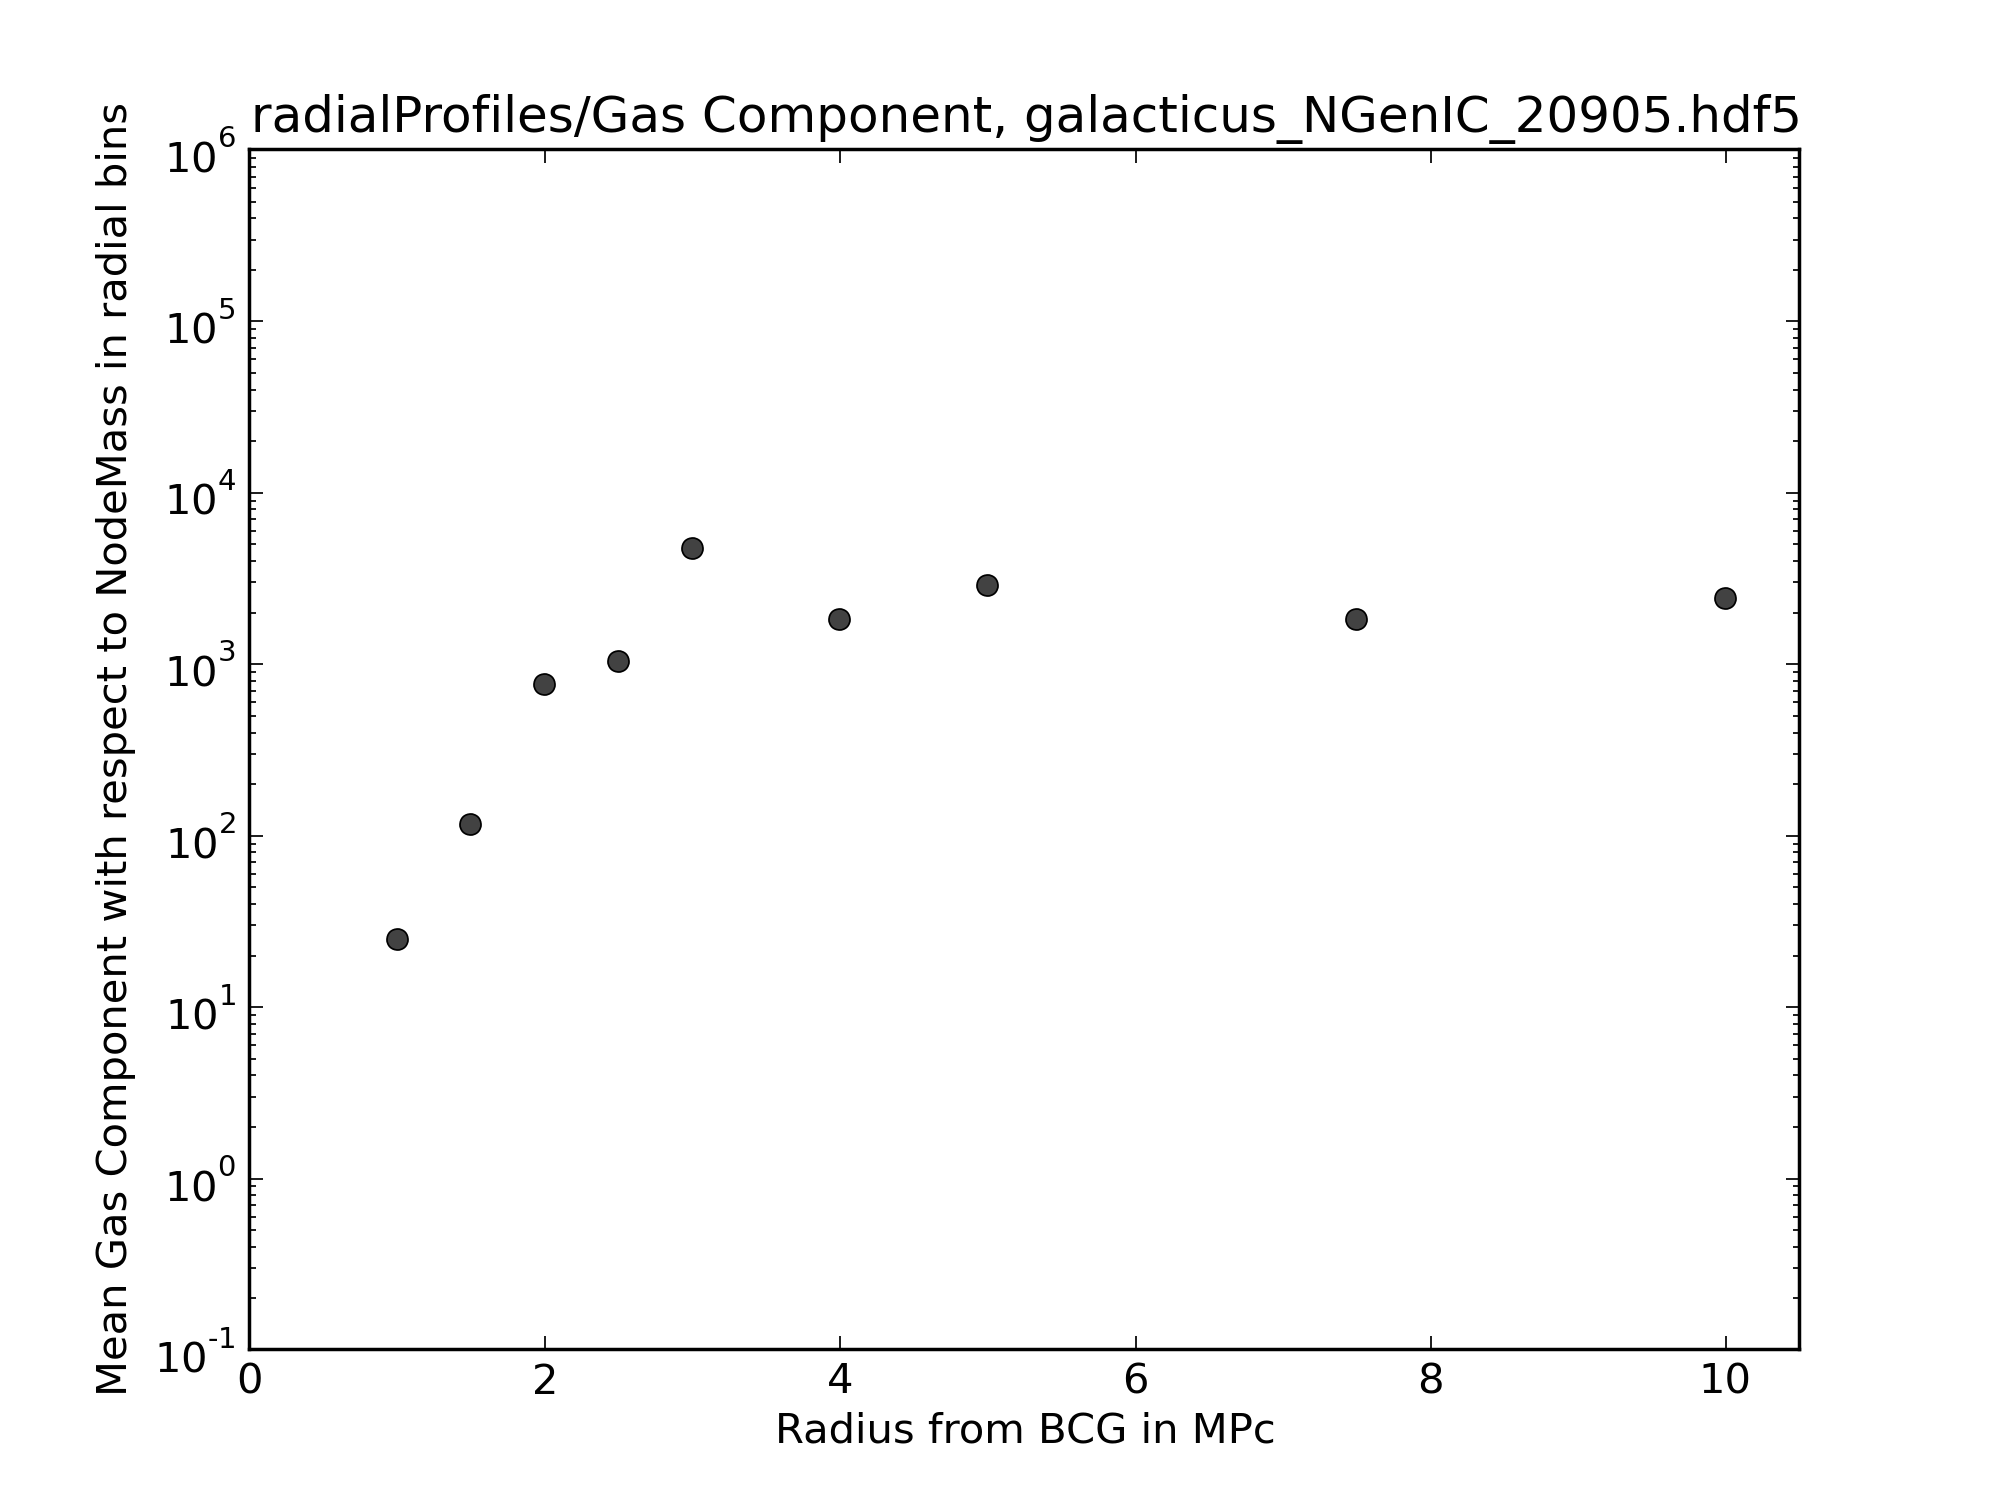 radialProfiles/Gas Component, galacticus_NGenIC_20905.hdf5
Mean Gas Component with respect to NodeMass in radial bins
10^6
10^5
10^4
10^3
10^2
10^1
10^0
10^-1
0 2 4 6 8 10
Radius from BCG in MPc